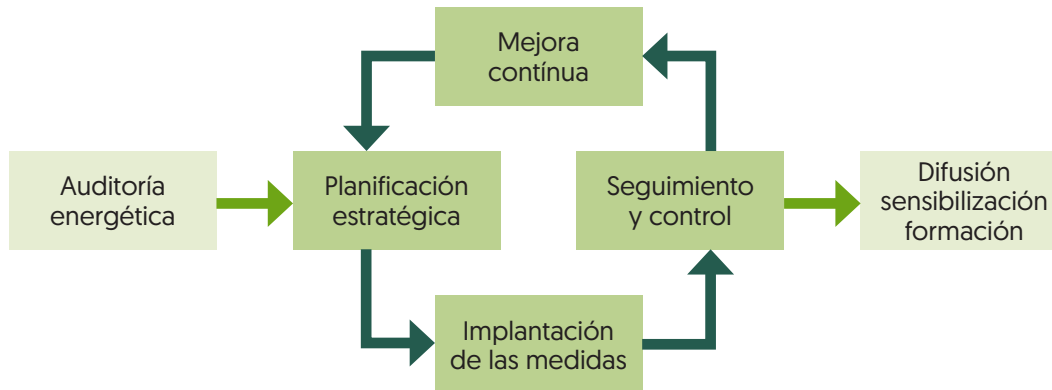 Mejora
contínua
Auditoría
energética
Planificación
estratégica
Seguimiento
y control
Difusión
sensibilización
formación
Implantación
de las medidas